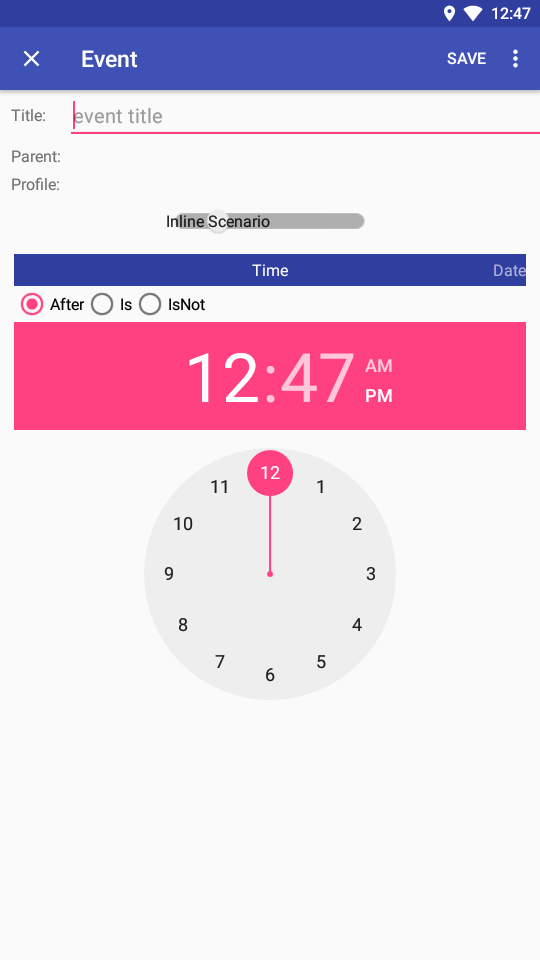 12:47
Event SAVE
Title: event title
Parent:
Profile:
Inline Scenario
Time Date
After Is IsNot
12:47 AM
PM
12
11 1
10 2
9 3
8 4
7 5
6